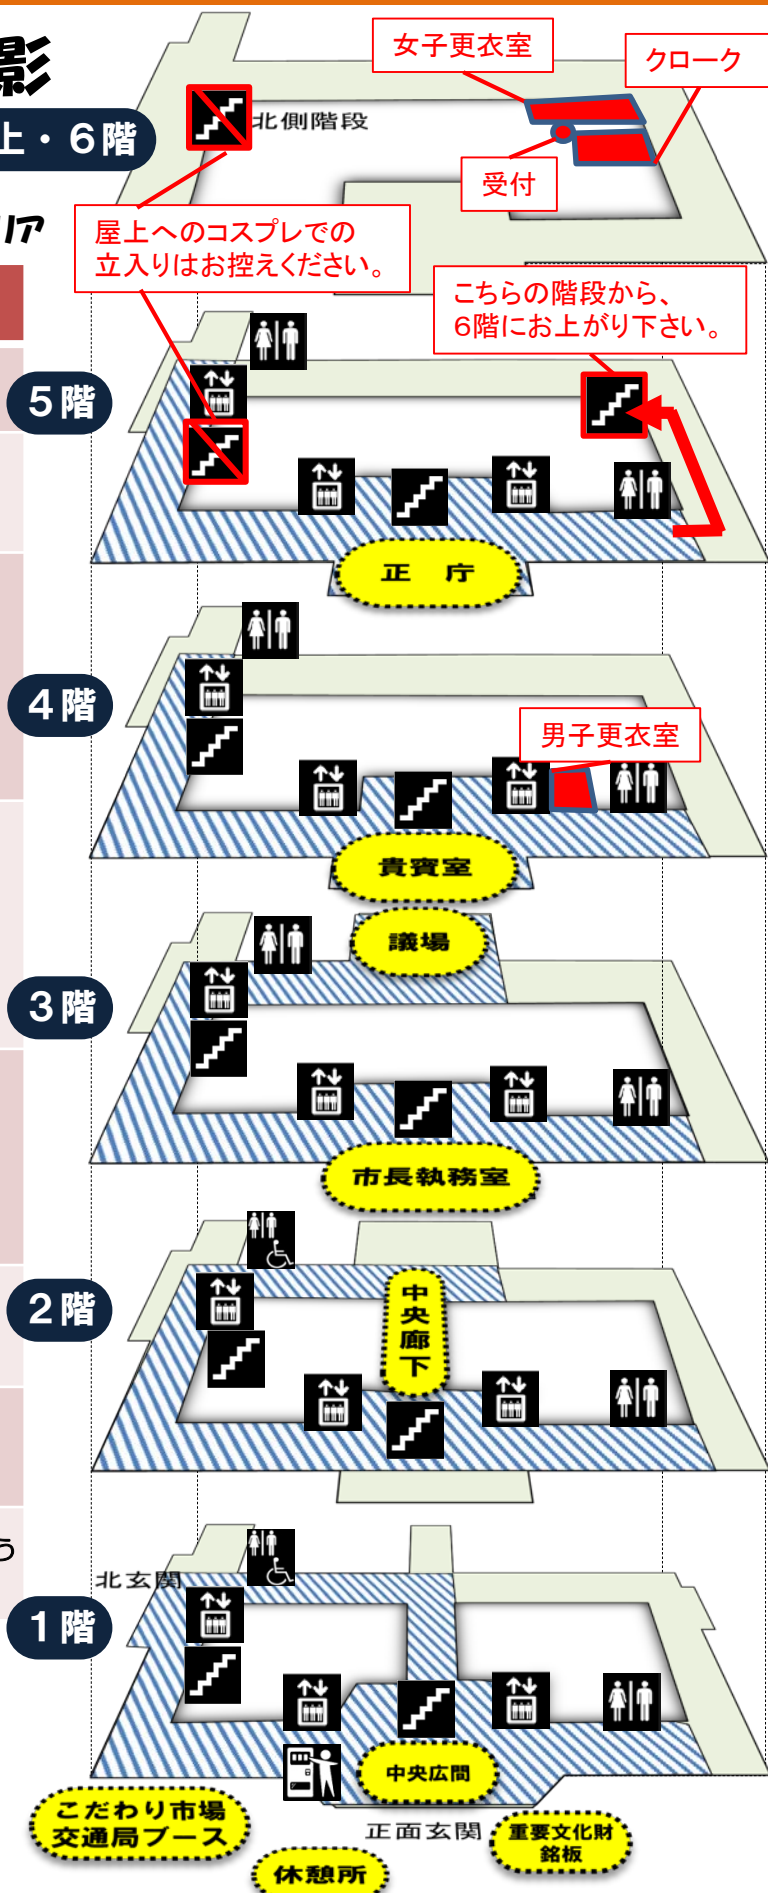 影
上・６階
女子更衣室
クローク
北側階段
受付
リア
屋上へのコスプレでの
立入りはお控えください。
こちらの階段から、
６階にお上がり下さい。
５階
正 庁
４階
男子更衣室
貴賓室
議場
３階
市長執務室
２階
中央廊下
う
北玄関
１階
中央広間
こだわり市場
交通局ブース
正面玄関
重要文化財
銘板
休憩所